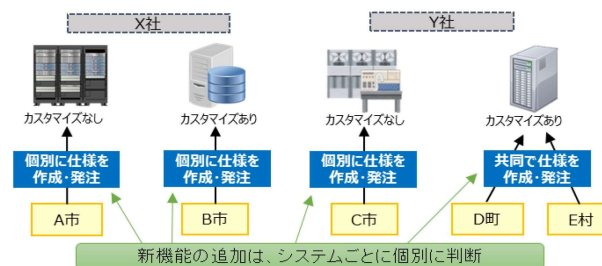 X社
Y社
カスタマイズなし
カスタマイズあり
カスタマイズなし
カスタマイズあり
個別に仕様を
作成・発注
個別に仕様を
作成・発注
個別に仕様を
作成・発注
共同で仕様を
作成・発注
A市
B市
C市
D町
E村
新機能の追加は、システムごとに個別に判断